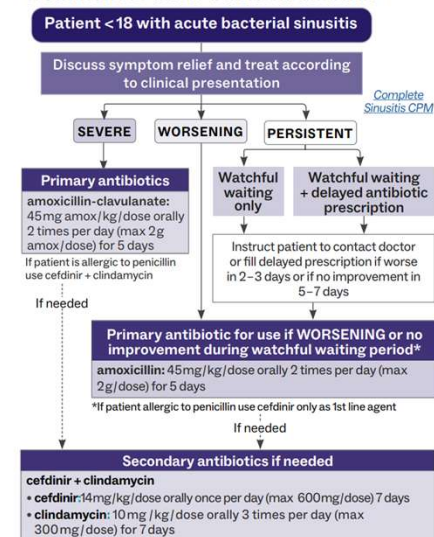 Patient <18 with acute bacterial sinusitis
Discuss symptom relief and treat according
to clinical presentation
Complete
Sinusitis CPM
SEVERE
WORSENING
PERSISTENT
Primary antibiotics
amoxicillin-clavulanate:
45mg amox/kg/dose orally
2 times per day (max 2g
amox/dose) for 5 days
If patient is allergic to penicillin
use cefdinir + clindamycin
Watchful
waiting
only
Watchful waiting
+ delayed antibiotic
prescription
Instruct patient to contact doctor
or fill delayed prescription if worse
in 2–3 days or if no improvement in
5–7 days
If needed
Primary antibiotic for use if WORSENING or no
improvement during watchful waiting period*
amoxicillin: 45mg/kg/dose orally 2 times per day (max
2g/dose) for 5 days
*If patient allergic to penicillin use cefdinir only as 1st line agent
If needed
Secondary antibiotics if needed
cefdinir + clindamycin
• cefdinir:14mg/kg/dose orally once per day (max 600mg/dose) 7 days
• clindamycin: 10mg/kg/dose orally 3 times per day (max
300mg/dose) for 7 days